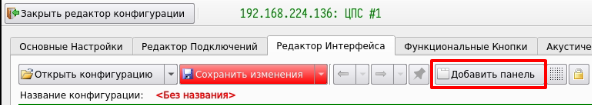 Закрыть редактор конфигурации 192.168.224.136: ЦПС #1
Основные Настройки Редактор Подключений Редактор Интерфейса Функциональные Кнопки Акустиче
Открыть конфигурацию Сохранить изменения Добавить панель
Название конфигурации: <Без названия>